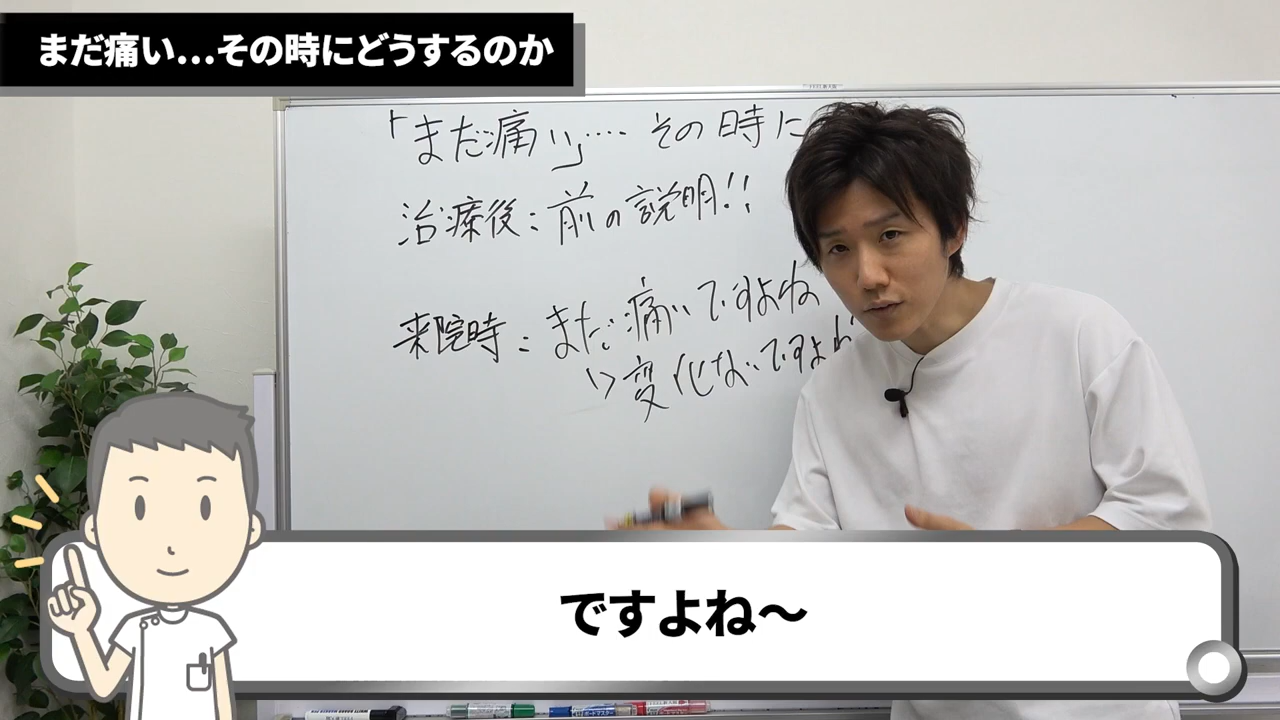 まだ痛い…その時にどうするのか
「まだ痛い」…. その時に
治療後：前の説明!!
来院時：まだ痛いですよね
変化ないですよね
ですよね～